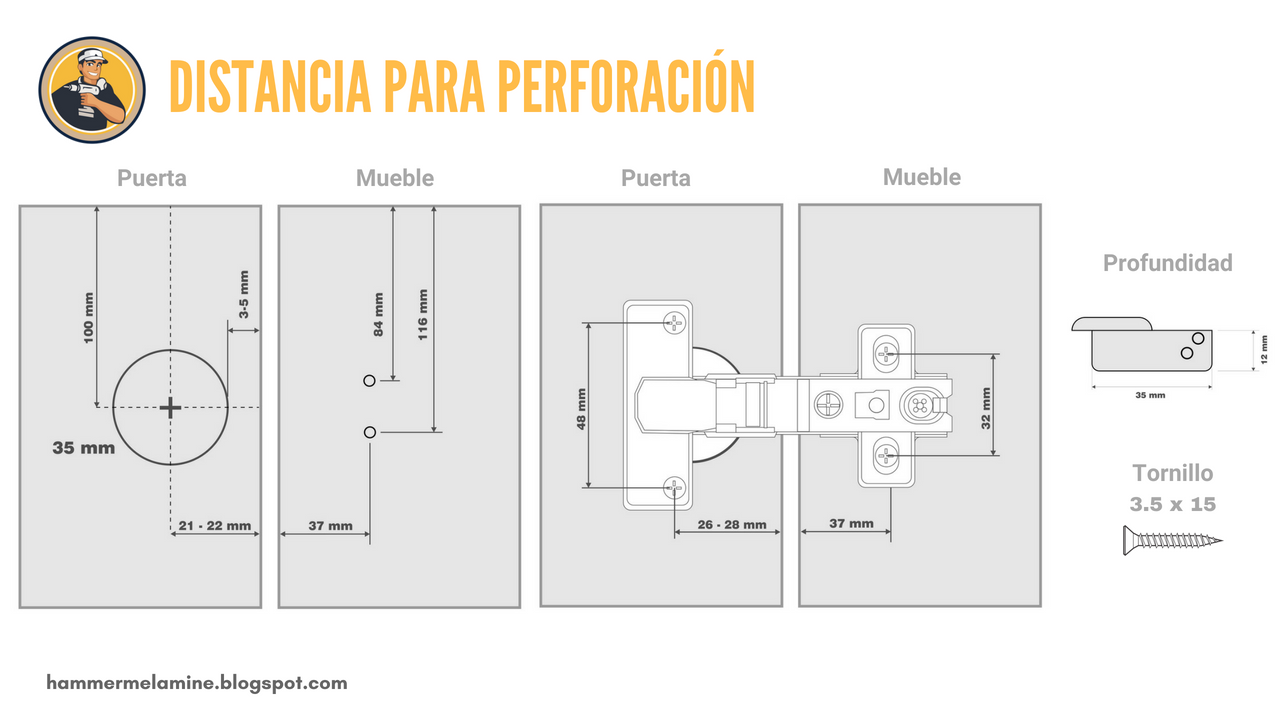 DISTANCIA PARA PERFORACIÓN
Puerta
Mueble
Puerta
Mueble
100 mm
3-5 mm
35 mm
21 - 22 mm
84 mm
116 mm
37 mm
48 mm
26 - 28 mm
32 mm
37 mm
Profundidad
12 mm
35 mm
Tornillo
3.5 x 15
hammermelamine.blogspot.com